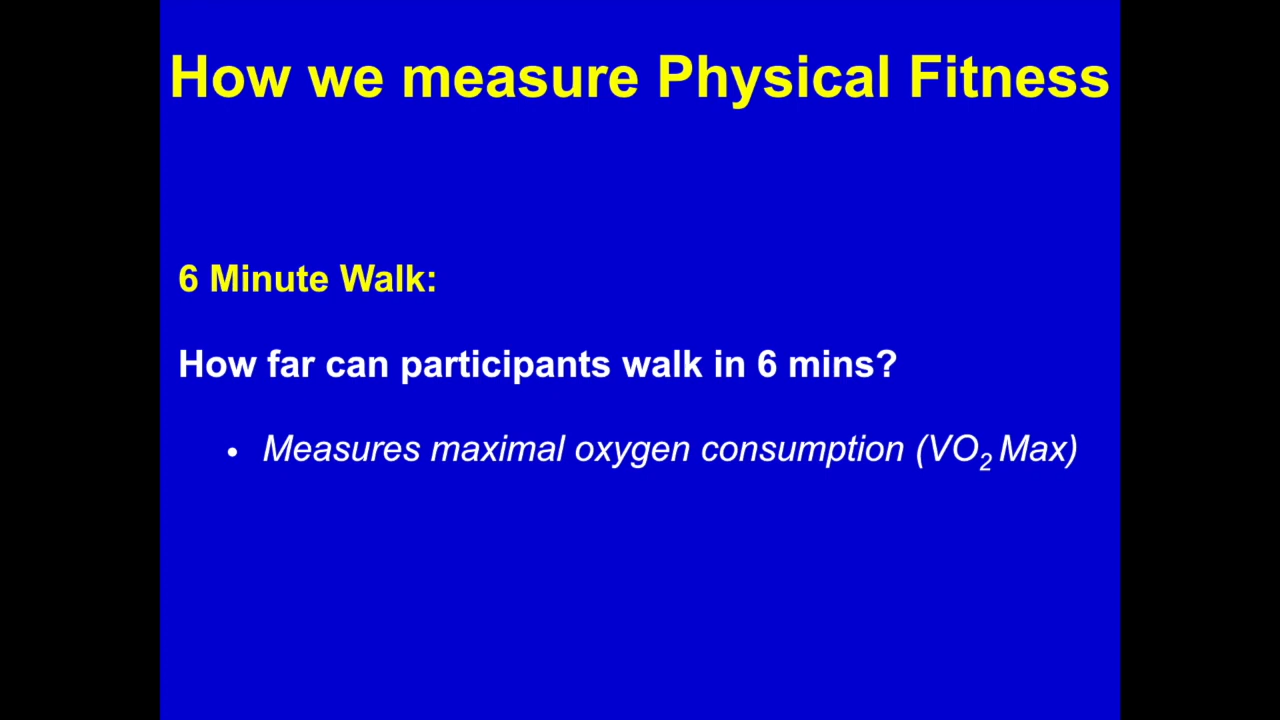 How we measure Physical Fitness
6 Minute Walk:
How far can participants walk in 6 mins?
• Measures maximal oxygen consumption (VO₂ Max)